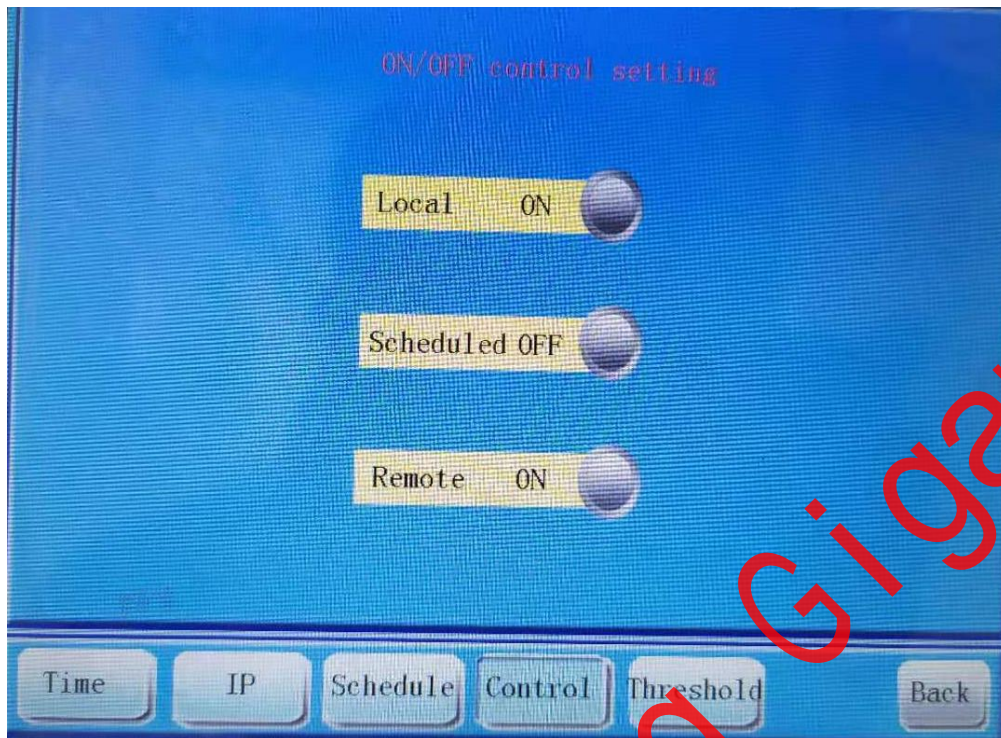 ON/OFF control setting
Local ON
Scheduled OFF
Remote ON
Time IP Schedule Control Threshold Back